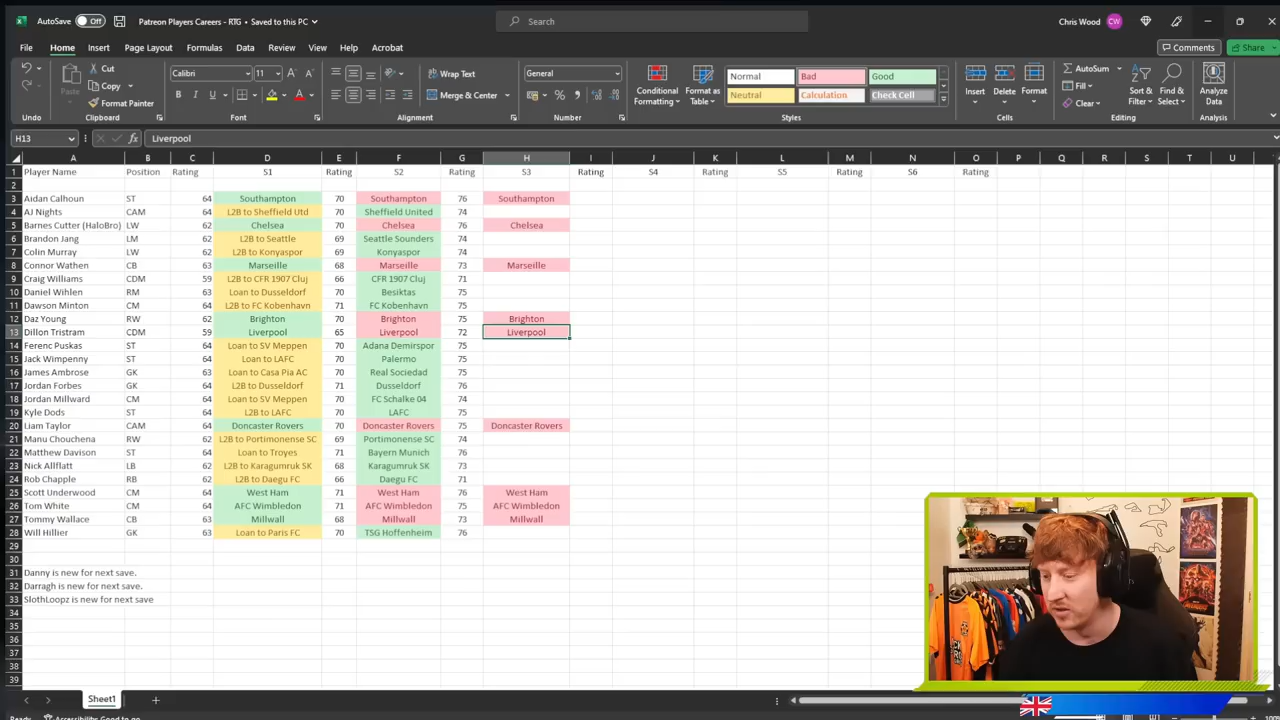 AutoSave Off Patreon Players Careers - RTG • Saved to this PC Search Chris Wood CW
File Home Insert Page Layout Formulas Data Review View Help Acrobat Comments Share
Cut Calibri 11 Wrap Text General Normal Bad Good AutoSum
Paste Copy Conditional Formatting Format as Table Insert Delete Format Fill Sort & Filter Find & Select Analyze Data
Format Painter B I U Merge & Center Neutral Calculation Check Cell Clear
Undo Clipboard Font Alignment Number Styles Cells Editing Analysis
H13 fx Liverpool
A B C D E F G H I J K L M N O P Q R S T U
1 Player Name Position Rating S1 Rating S2 Rating S3 Rating S4 Rating S5 Rating S6 Rating
2
3 Aidan Calhoun ST 64 Southampton 70 Southampton 76 Southampton
4 AJ Nights CAM 64 L2B to Sheffield Utd 70 Sheffield United 74
5 Barnes Cutter (HaloBro) LW 62 Chelsea 70 Chelsea 76 Chelsea
6 Brandon Jang LM 62 L2B to Seattle 69 Seattle Sounders 74
7 Colin Murray LW 62 L2B to Konyaspor 69 Konyaspor 74
8 Connor Wathen CB 63 Marseille 68 Marseille 73 Marseille
9 Craig Williams CDM 59 L2B to CFR 1907 Cluj 66 CFR 1907 Cluj 71
10 Daniel Wihlen RM 63 Loan to Dusseldorf 70 Besiktas 75
11 Dawson Minton CM 64 L2B to FC Kobenhavn 71 FC Kobenhavn 75
12 Daz Young RW 62 Brighton 70 Brighton 75 Brighton
13 Dillon Tristram CDM 59 Liverpool 65 Liverpool 72 Liverpool
14 Ferenc Puskas ST 64 Loan to SV Meppen 70 Adana Demirspor 75
15 Jack Wimpenny ST 64 Loan to LAFC 70 Palermo 75
16 James Ambrose GK 63 Loan to Casa Pia AC 70 Real Sociedad 75
17 Jordan Forbes GK 64 L2B to Dusseldorf 71 Dusseldorf 76
18 Jordan Millward CM 64 Loan to SV Meppen 70 FC Schalke 04 74
19 Kyle Dods ST 64 L2B to LAFC 70 LAFC 75
20 Liam Taylor CAM 64 Doncaster Rovers 70 Doncaster Rovers 75 Doncaster Rovers
21 Manu Chouchena RW 62 L2B to Portimonense SC 69 Portimonense SC 74
22 Matthew Davison ST 64 Loan to Troyes 70 Bayern Munich 76
23 Nick Allflatt LB 62 L2B to Karagumruk SK 68 Karagumruk SK 73
24 Rob Chapple RB 62 L2B to Daegu FC 66 Daegu FC 71
25 Scott Underwood CM 64 West Ham 71 West Ham 76 West Ham
26 Tom White CM 64 AFC Wimbledon 71 AFC Wimbledon 75 AFC Wimbledon
27 Tommy Wallace CB 63 Millwall 68 Millwall 73 Millwall
28 Will Hillier GK 63 Loan to Paris FC 70 TSG Hoffenheim 76
29
30
31 Danny is new for next save.
32 Darragh is new for next save.
33 SlothLoopz is new for next save
34
35
36
37
38
39
Sheet1
Ready Accessibility: Good to go